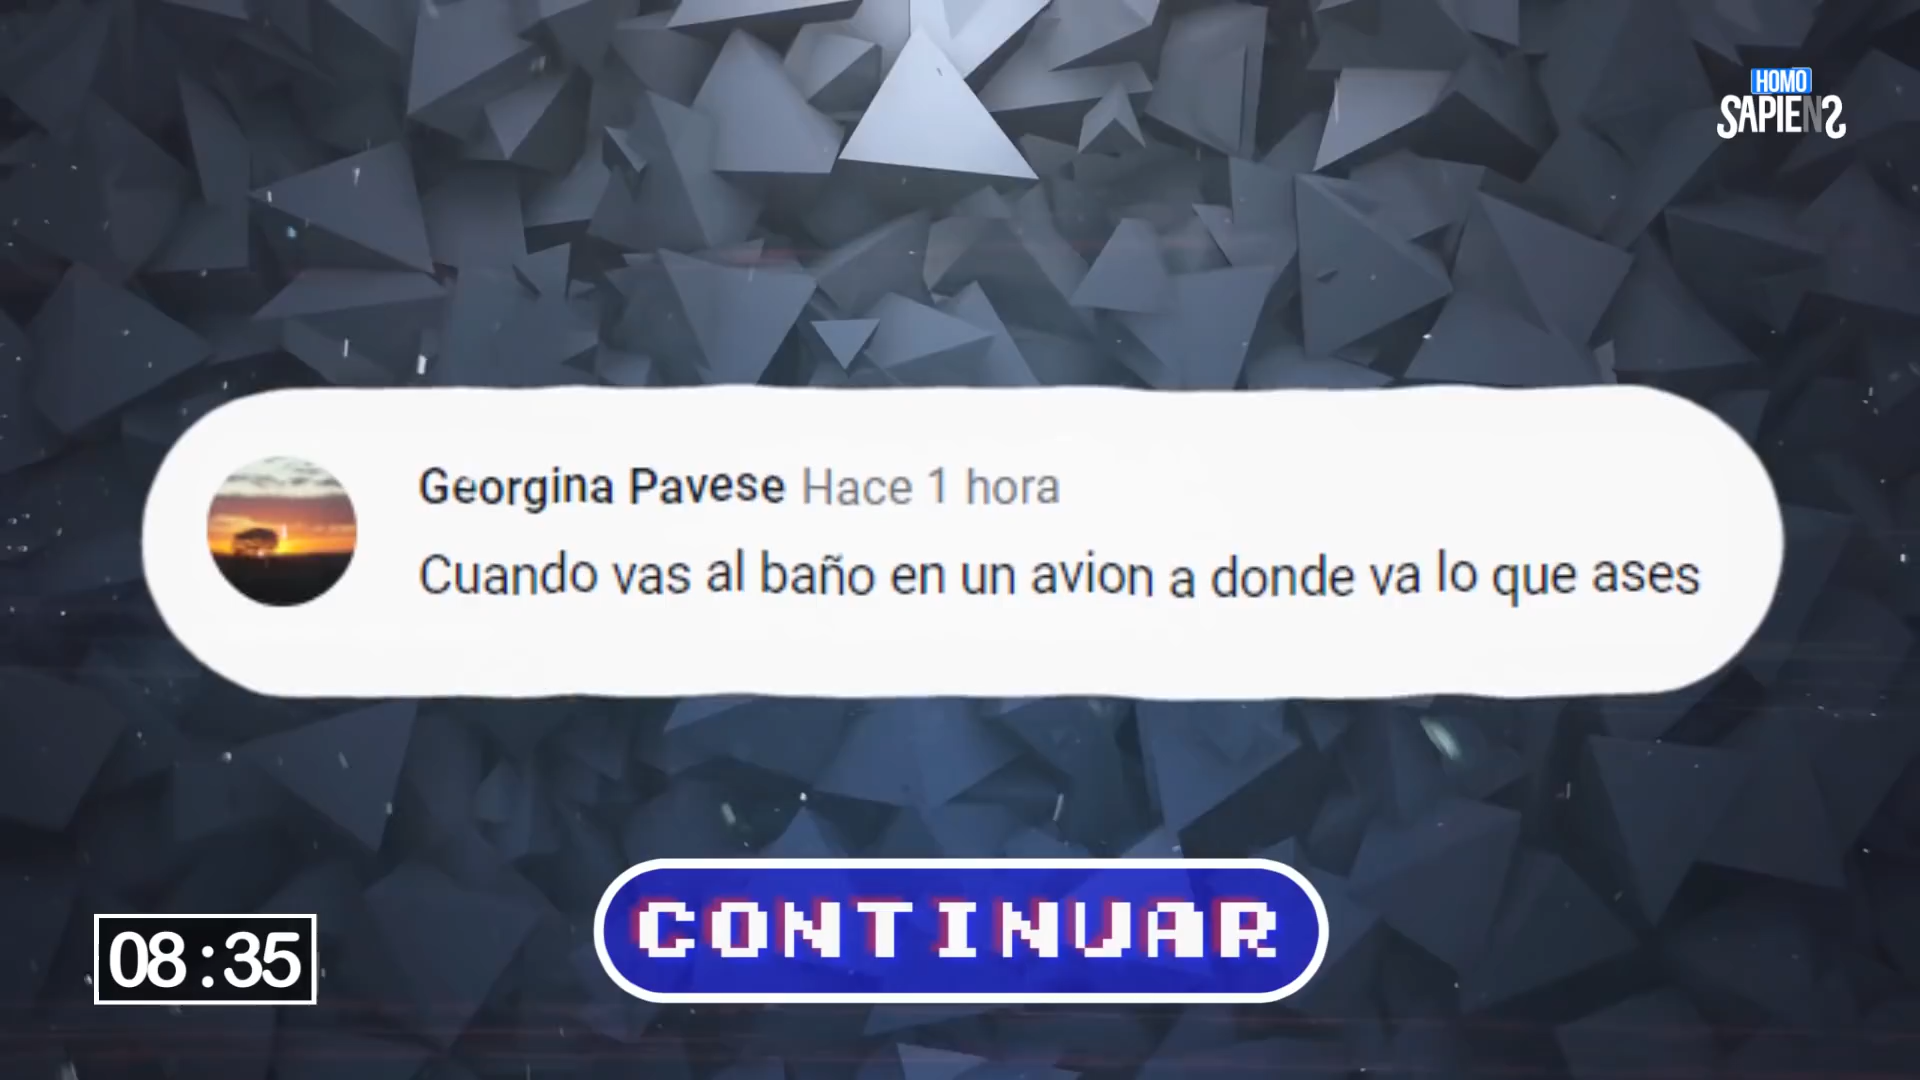 HOMO
SAPIENS
Georgina Pavese Hace 1 hora
Cuando vas al baño en un avion a donde va lo que ases
CONTINUAR
08:35